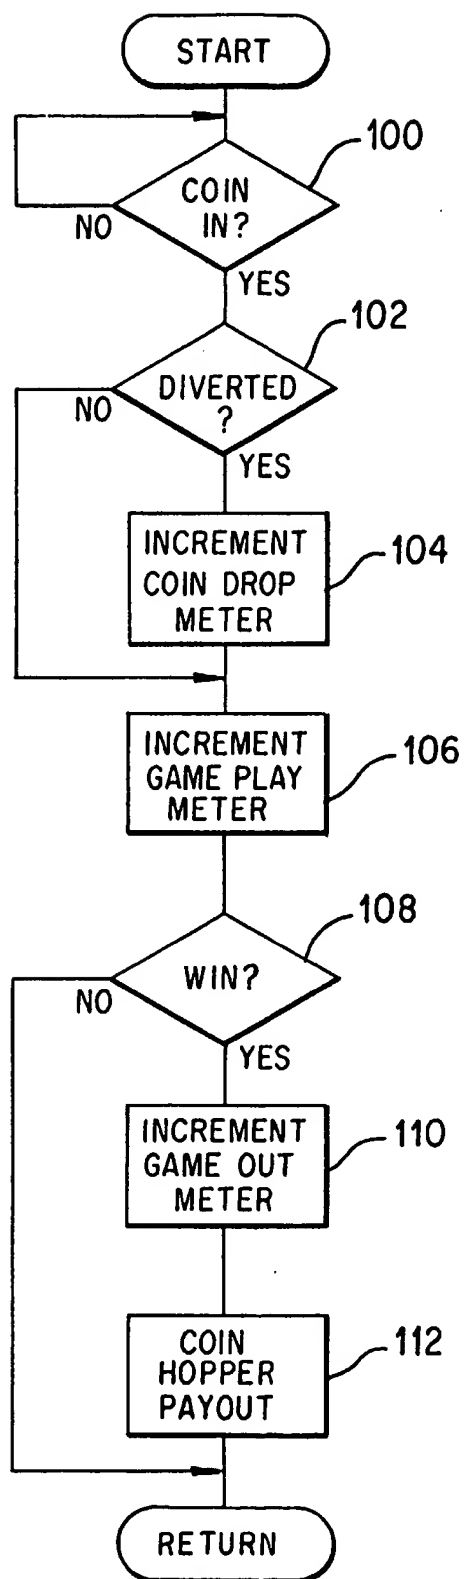 START
100
COIN
IN?
NO
YES
102
DIVERTED
?
NO
YES
INCREMENT
COIN DROP
METER
104
INCREMENT
GAME PLAY
METER
106
108
WIN?
NO
YES
INCREMENT
GAME OUT
METER
110
COIN
HOPPER
PAYOUT
112
RETURN